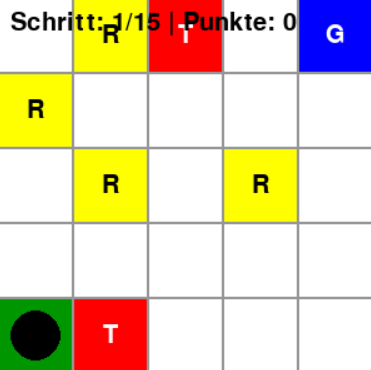 Schritt: 1/15 | Punkte: 0
R T G
R
R R
T